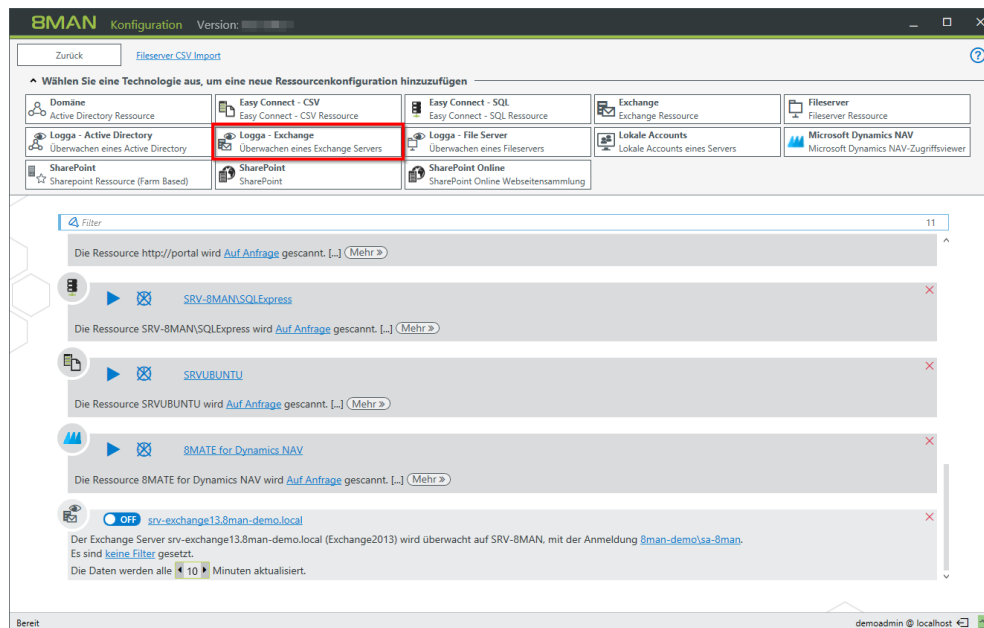 8MAN Konfiguration Version:
Zurück Fileserver CSV Import
Wählen Sie eine Technologie aus, um eine neue Ressourcenkonfiguration hinzuzufügen
Domäne
Active Directory Ressource
Easy Connect - CSV
Easy Connect - CSV Ressource
Easy Connect - SQL
Easy Connect - SQL Ressource
Exchange
Exchange Ressource
Fileserver
Fileserver Ressource
Logga - Active Directory
Überwachen eines Active Directory
Logga - Exchange
Überwachen eines Exchange Servers
Logga - File Server
Überwachen eines Fileservers
Lokale Accounts
Lokale Accounts eines Servers
Microsoft Dynamics NAV
Microsoft Dynamics NAV-Zugriffsviewer
SharePoint
Sharepoint Ressource (Farm Based)
SharePoint
SharePoint
SharePoint Online
SharePoint Online Webseitensammlung
Filter 11
Die Ressource http://portal wird Auf Anfrage gescannt. [...] Mehr »
SRV-8MAN\SQLExpress
Die Ressource SRV-8MAN\SQLExpress wird Auf Anfrage gescannt. [...] Mehr »
SRVUBUNTU
Die Ressource SRVUBUNTU wird Auf Anfrage gescannt. [...] Mehr »
8MATE for Dynamics NAV
Die Ressource 8MATE for Dynamics NAV wird Auf Anfrage gescannt. [...] Mehr »
OFF srv-exchange13.8man-demo.local
Der Exchange Server srv-exchange13.8man-demo.local (Exchange2013) wird überwacht auf SRV-8MAN, mit der Anmeldung 8man-demo\sa-8man.
Es sind keine Filter gesetzt.
Die Daten werden alle 10 Minuten aktualisiert.
Bereit demoadmin @ localhost